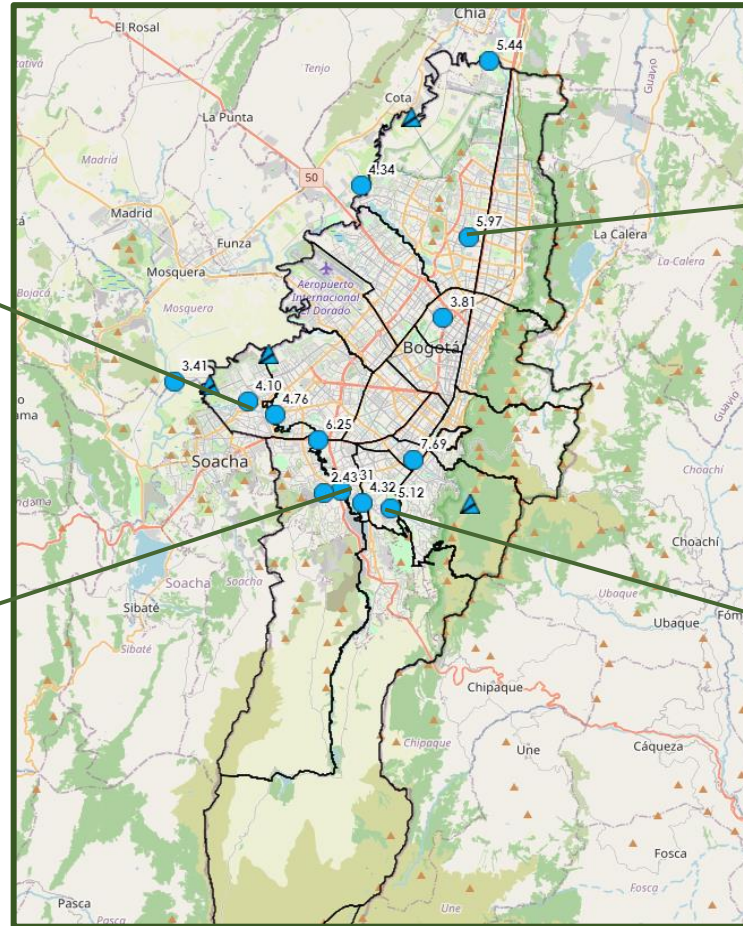 Chía
El Rosal
5.44
Tenjo
Guavio
Cota
La Punta
50
4.34
Madrid
5.97
Madrid
Funza
La Calera
Mosquera
Aeropuerto
Internacional
El Dorado
La Calera
Bojacá
Mosquera
3.81
Bogotá
3.41
4.10
4.76
6.25
7.69
Soacha
Choachí
2.43
31
4.32
5.12
Choachí
Soacha
Soacha
Ubaque
Sibaté
Ubaque
Sibaté
Chipaque
Chipaque
Une
Cáqueza
Fosca
Fosca
Pasca
Pasca
Une